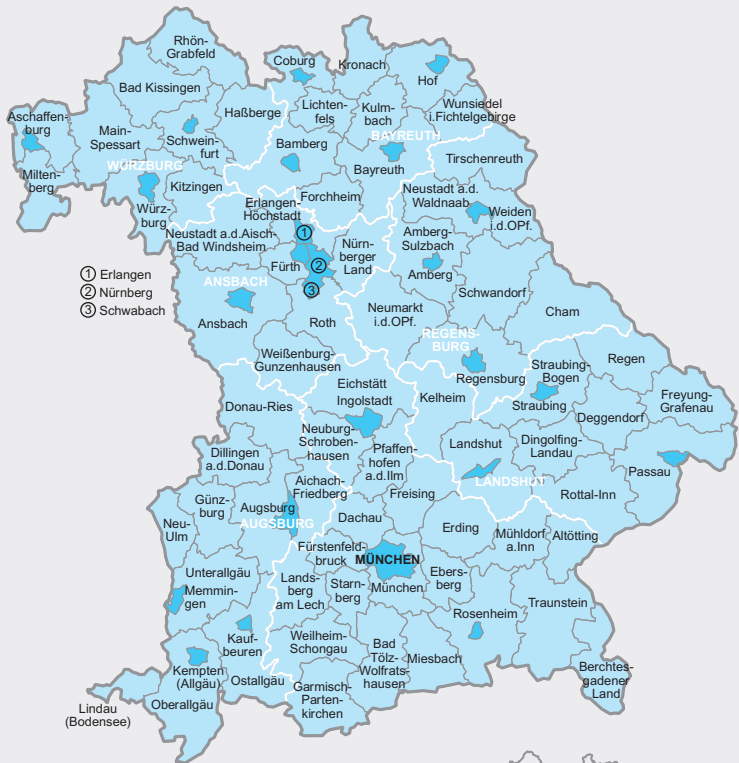 Rhön-
Grabfeld
Coburg
Kronach
Hof
Bad Kissingen
Lichten-
fels
Kulm-
bach
Wunsiedel
i.Fichtelgebirge
Aschaffen-
burg
Main-
Spessart
Schwein-
furt
Haßberge
BAYREUTH
Bayreuth
Bamberg
Tirschenreuth
WÜRZBURG
Milten-
berg
Kitzingen
Würz-
burg
Forchheim
Erlangen-
Höchstadt
Neustadt a.d.
Waldnaab
Weiden
i.d.OPf.
Neustadt a.d.Aisch-
Bad Windsheim
1
2
3
Fürth
Nürn-
berger
Land
Amberg-
Sulzbach
Amberg
1 Erlangen
2 Nürnberg
3 Schwabach
ANSBACH
Ansbach
Roth
Neumarkt
i.d.OPf.
Schwandorf
Cham
REGENS-
BURG
Regensburg
Weißenburg-
Gunzenhausen
Eichstätt
Ingolstadt
Kelheim
Straubing-
Bogen
Straubing
Regen
Freyung-
Grafenau
Deggendorf
Donau-Ries
Neuburg-
Schroben-
hausen
Pfaffen-
hofen
a.d.Ilm
Landshut
LANDSHUT
Dingolfing-
Landau
Passau
Rottal-Inn
Dillingen
a.d.Donau
Aichach-
Friedberg
Freising
Günz-
burg
Augsburg
AUGSBURG
Dachau
Erding
Mühldorf
a.Inn
Altötting
Neu-
Ulm
Fürstenfeld-
bruck
MÜNCHEN
München
Ebers-
berg
Unterallgäu
Memmin-
gen
Lands-
berg
am Lech
Starn-
berg
Rosenheim
Traunstein
Kauf-
beuren
Weilheim-
Schongau
Bad
Tölz-
Wolfrats-
hausen
Miesbach
Berchtes-
gadener
Land
Kempten
(Allgäu)
Ostallgäu
Garmisch-
Parten-
kirchen
Lindau
(Bodensee)
Oberallgäu